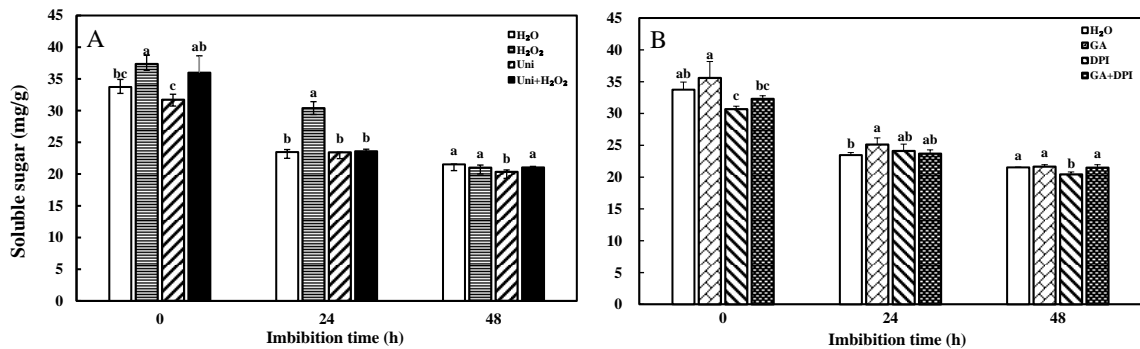 A
H₂O
H₂O₂
Uni
Uni+H₂O₂
45
40
35
30
25
20
15
10
5
0
Soluble sugar (mg/g)
bc
a
c
ab
b
a
b
b
a
a
b
a
0
24
48
Imbibition time (h)
B
H₂O
GA
DPI
GA+DPI
45
40
35
30
25
20
15
10
5
0
ab
a
c
bc
b
a
ab
ab
a
a
b
a
0
24
48
Imbibition time (h)